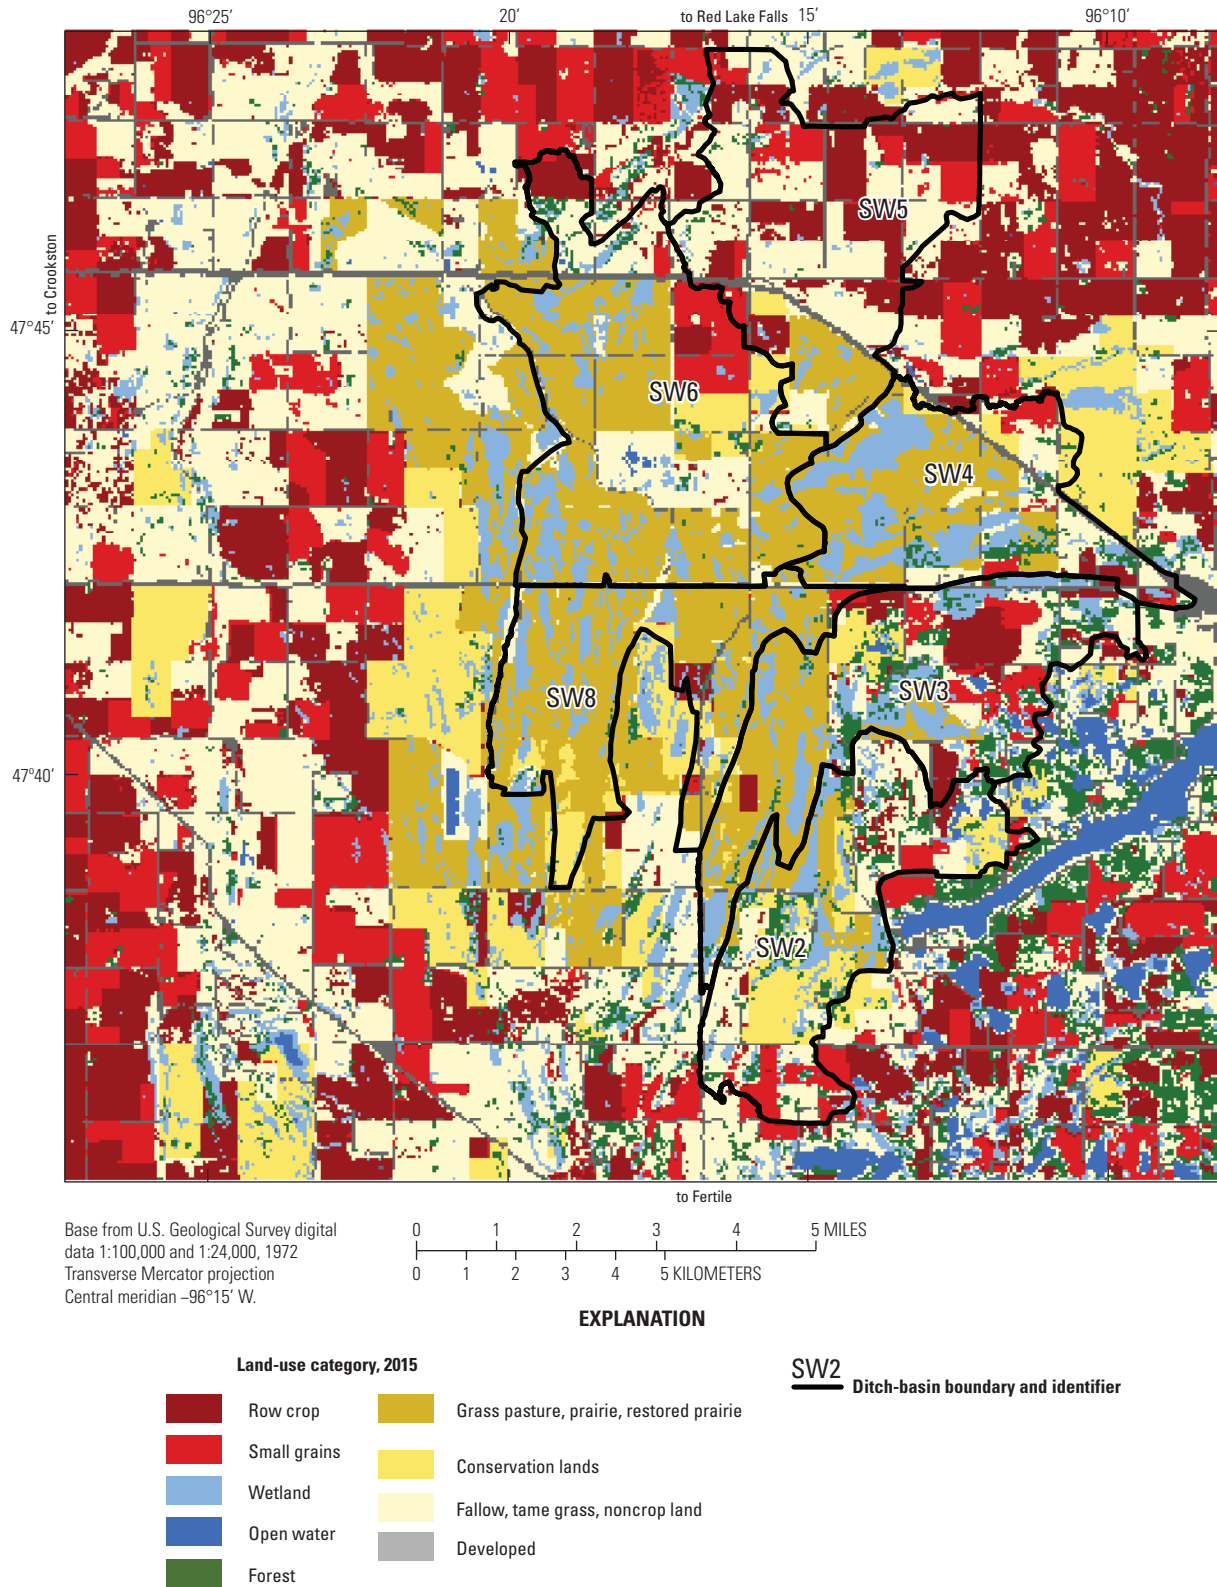 96°25′
20′
to Red Lake Falls
15′
96°10′
to Crookston
47°45′
47°40′
SW5
SW6
SW4
SW8
SW3
SW2
to Fertile
Base from U.S. Geological Survey digital
data 1:100,000 and 1:24,000, 1972
Transverse Mercator projection
Central meridian –96°15′ W.
0 1 2 3 4 5 MILES
0 1 2 3 4 5 KILOMETERS
EXPLANATION
Land-use category, 2015
Row crop
Small grains
Wetland
Open water
Forest
Grass pasture, prairie, restored prairie
Conservation lands
Fallow, tame grass, noncrop land
Developed
SW2
Ditch-basin boundary and identifier